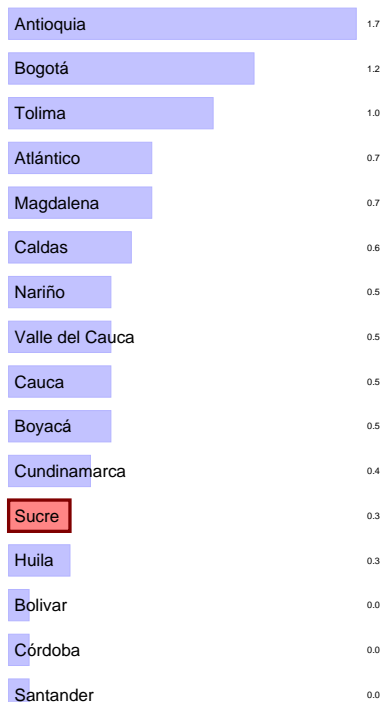 Antioquia 1.7
Bogotá 1.2
Tolima 1.0
Atlántico 0.7
Magdalena 0.7
Caldas 0.6
Nariño 0.5
Valle del Cauca 0.5
Cauca 0.5
Boyacá 0.5
Cundinamarca 0.4
Sucre 0.3
Huila 0.3
Bolivar 0.0
Córdoba 0.0
Santander 0.0